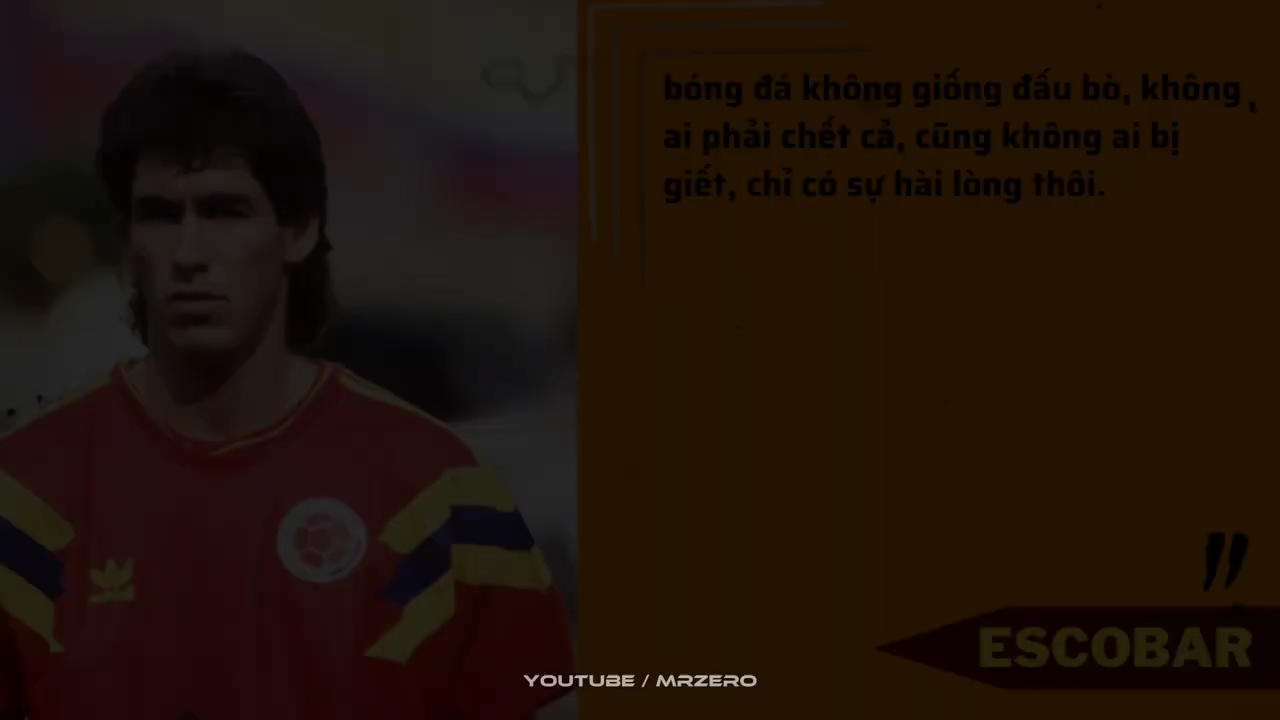 bóng đá không giống đấu bò, không
ai phải chết cả, cũng không ai bị
giết, chỉ có sự hài lòng thôi.
"
ESCOBAR
YOUTUBE / MRZERO